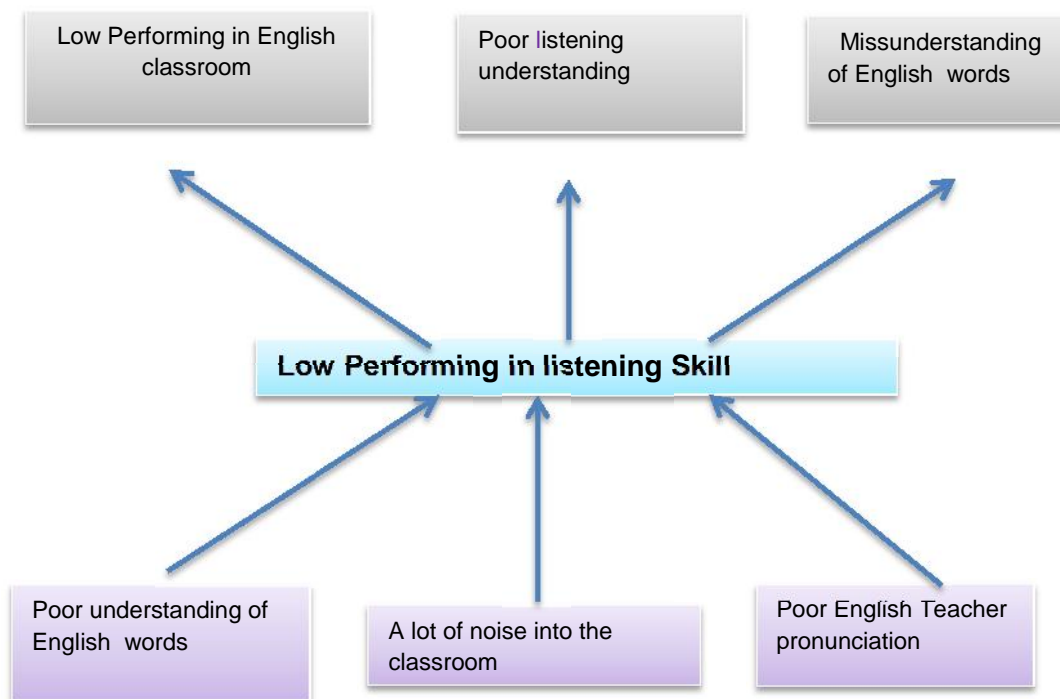 Low Performing in English
classroom
Poor listening
understanding
Missunderstanding
of English words
Low Performing in listening Skill
Poor understanding of
English words
A lot of noise into the
classroom
Poor English Teacher
pronunciation